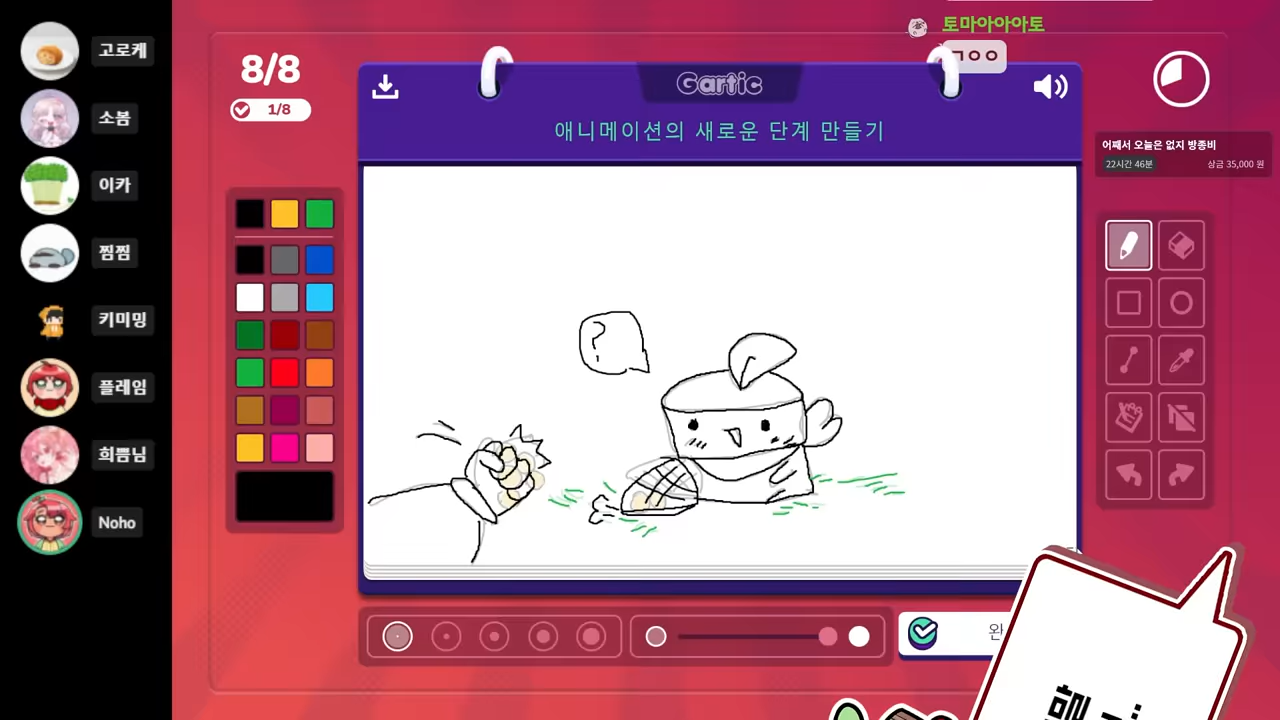 고로케
소봄
이카
찜찜
키미밍
플레임
희쁨님
Noho
8/8
1/8
토마아아아토
ㄱㅇㅇ
Gartic
애니메이션의 새로운 단계 만들기
어째서 오늘은 없지 방종비
22시간 46분
상금 35,000 원
?
완